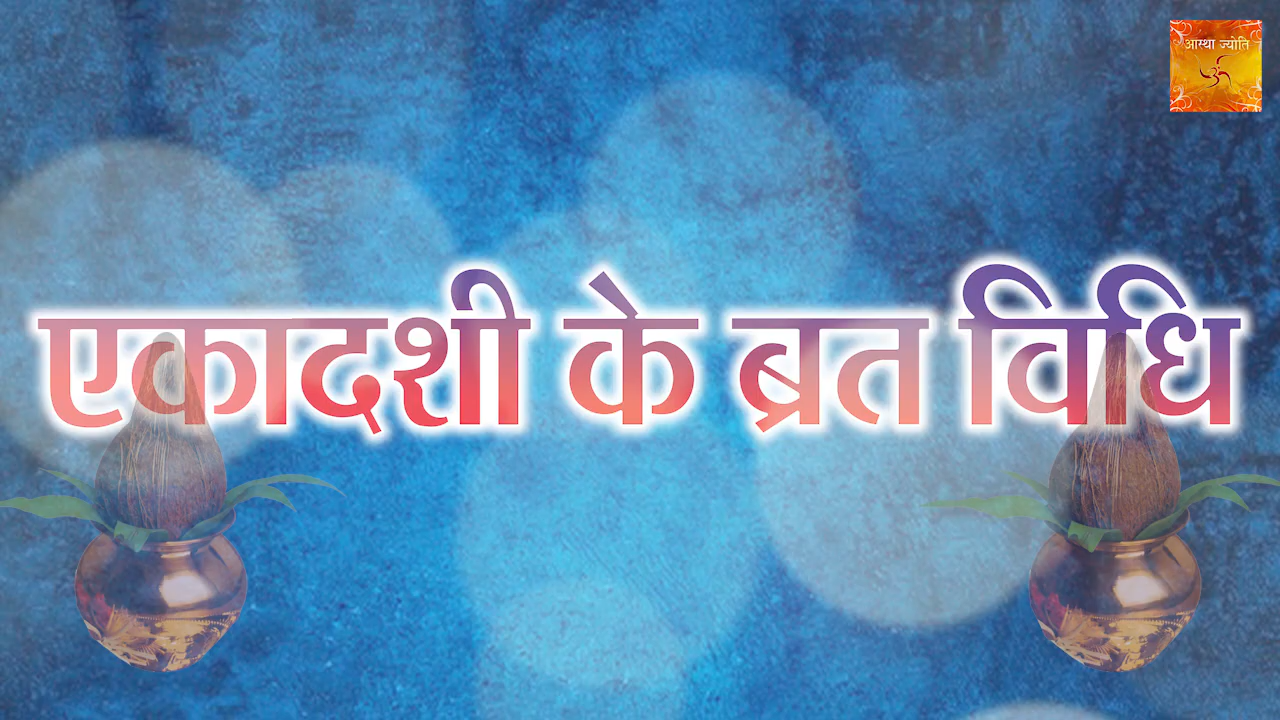 आस्था ज्योति
ॐ
एकादशी के ब्रत विधि